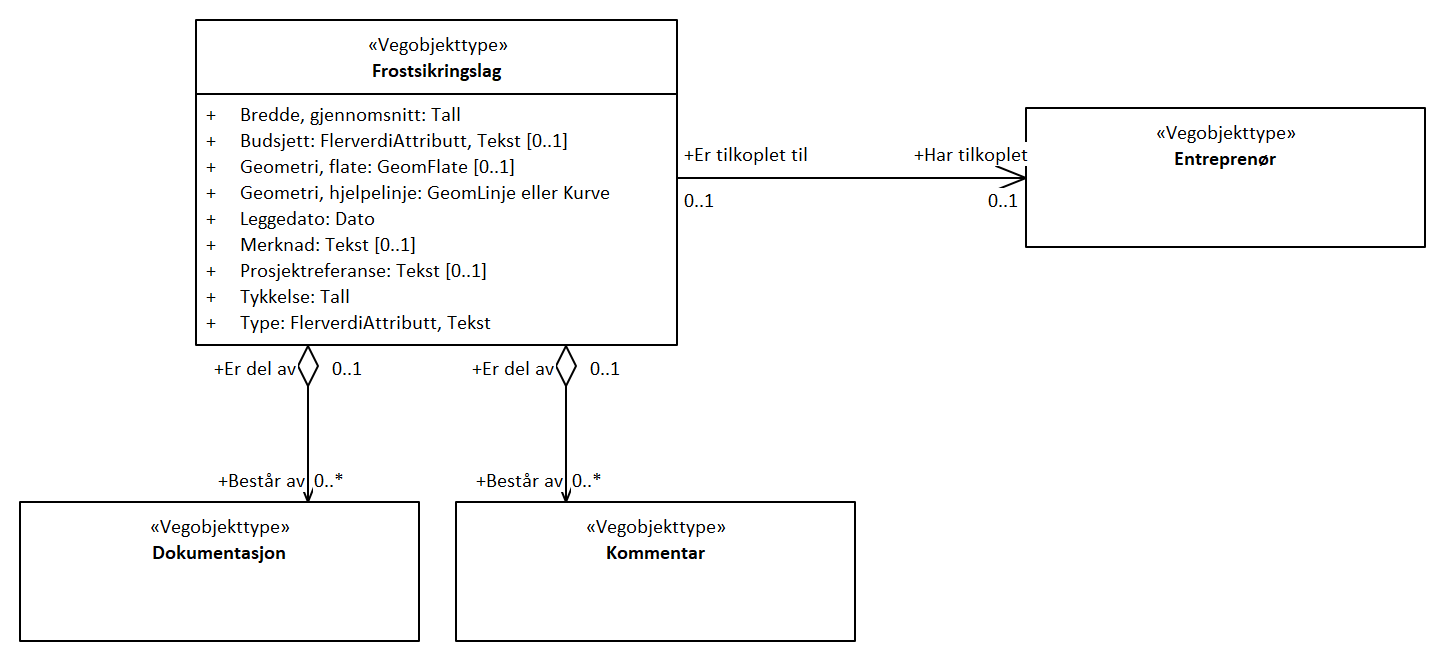 «Vegobjekttype»
Frostsikringslag
+ Bredde, gjennomsnitt: Tall
+ Budsjett: FlerverdiAttributt, Tekst [0..1]
+ Geometri, flate: GeomFlate [0..1]
+ Geometri, hjelpelinje: GeomLinje eller Kurve
+ Leggedato: Dato
+ Merknad: Tekst [0..1]
+ Prosjektreferanse: Tekst [0..1]
+ Tykkelse: Tall
+ Type: FlerverdiAttributt, Tekst
+Er tilkoplet til
0..1
+Har tilkoplet
0..1
«Vegobjekttype»
Entreprenør
+Er del av 0..1
+Er del av 0..1
+Består av 0..*
+Består av 0..*
«Vegobjekttype»
Dokumentasjon
«Vegobjekttype»
Kommentar